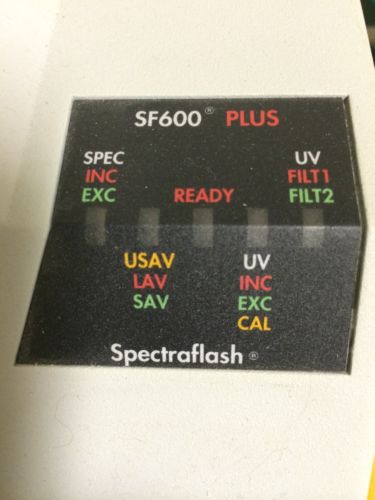 SF600® PLUS
SPEC
INC
EXC
READY
UV
FILT1
FILT2
USAV
LAV
SAV
UV
INC
EXC
CAL
Spectraflash®